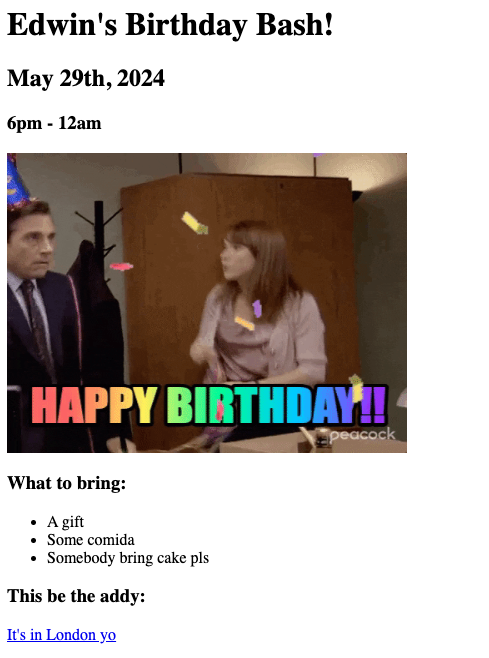 Edwin's Birthday Bash!
May 29th, 2024
6pm - 12am
HAPPY BIRTHDAY!!
peacock
What to bring:
A gift
Some comida
Somebody bring cake pls
This be the addy:
It's in London yo